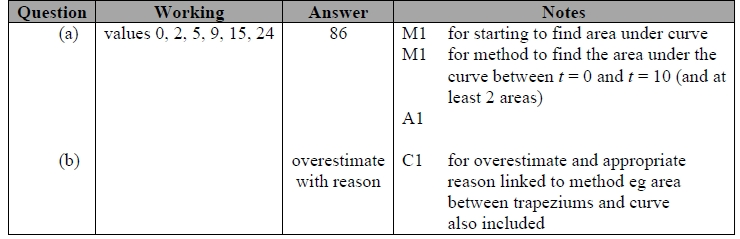 Question Working Answer Notes
(a) values 0, 2, 5, 9, 15, 24 86 M1 for starting to find area under curve
M1 for method to find the area under the
curve between t = 0 and t = 10 (and at
least 2 areas)
A1
(b) overestimate C1 for overestimate and appropriate
with reason reason linked to method eg area
between trapeziums and curve
also included